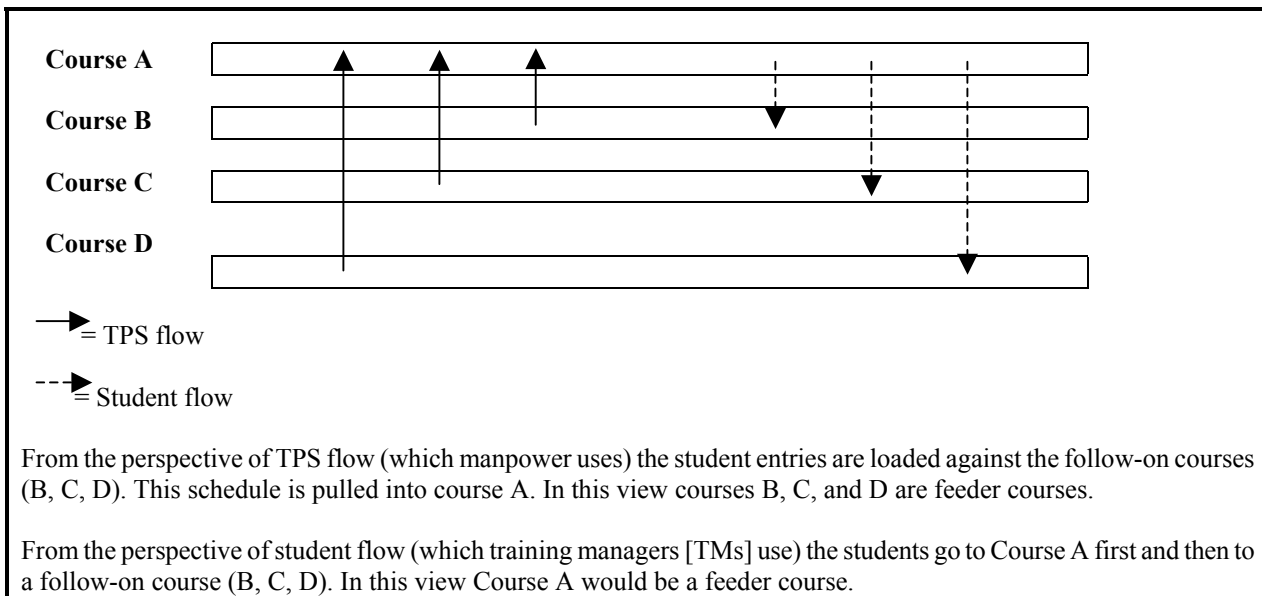 Course A
Course B
Course C
Course D
= TPS flow
= Student flow
From the perspective of TPS flow (which manpower uses) the student entries are loaded against the follow-on courses
(B, C, D). This schedule is pulled into course A. In this view courses B, C, and D are feeder courses.
From the perspective of student flow (which training managers [TMs] use) the students go to Course A first and then to
a follow-on course (B, C, D). In this view Course A would be a feeder course.